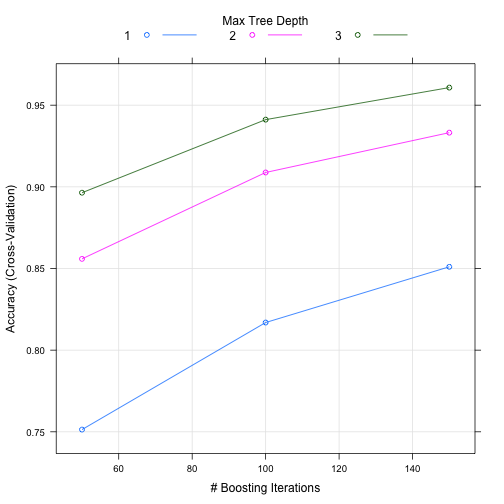 Max Tree Depth
1 2 3
Accuracy (Cross-Validation)
0.95
0.90
0.85
0.80
0.75
60 80 100 120 140
# Boosting Iterations